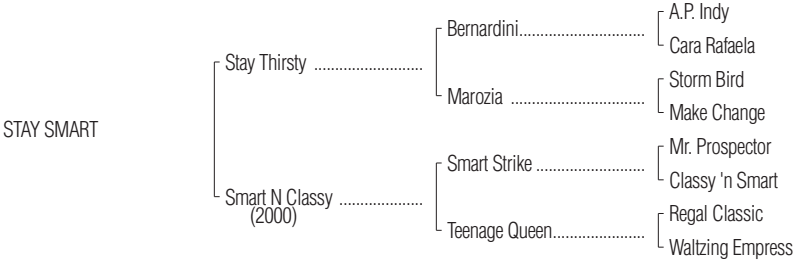 A.P. Indy
Bernardini..............................
Cara Rafaela
Stay Thirsty ..........................
Storm Bird
Marozia ................................
Make Change
STAY SMART
Mr. Prospector
Smart Strike ..........................
Classy 'n Smart
Smart N Classy ....................
(2000)
Regal Classic
Teenage Queen......................
Waltzing Empress